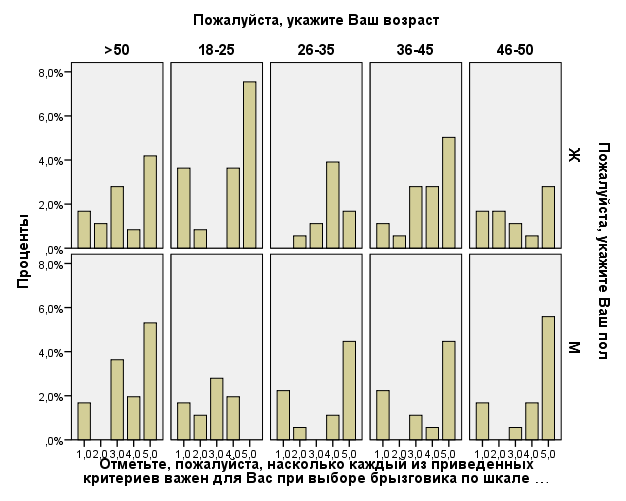 Пожалуйста, укажите Ваш возраст
>50 18-25 26-35 36-45 46-50
8,0%
6,0%
4,0%
2,0%
,0%
Ж
8,0%
6,0%
4,0%
2,0%
,0%
М
Проценты
Пожалуйста, укажите Ваш пол
1,0 2,0 3,0 4,0 5,0 1,0 2,0 3,0 4,0 5,0 1,0 2,0 3,0 4,0 5,0 1,0 2,0 3,0 4,0 5,0 1,0 2,0 3,0 4,0 5,0
Отметьте, пожалуйста, насколько каждый из приведенных
критериев важен для Вас при выборе брызговика по шкале ...